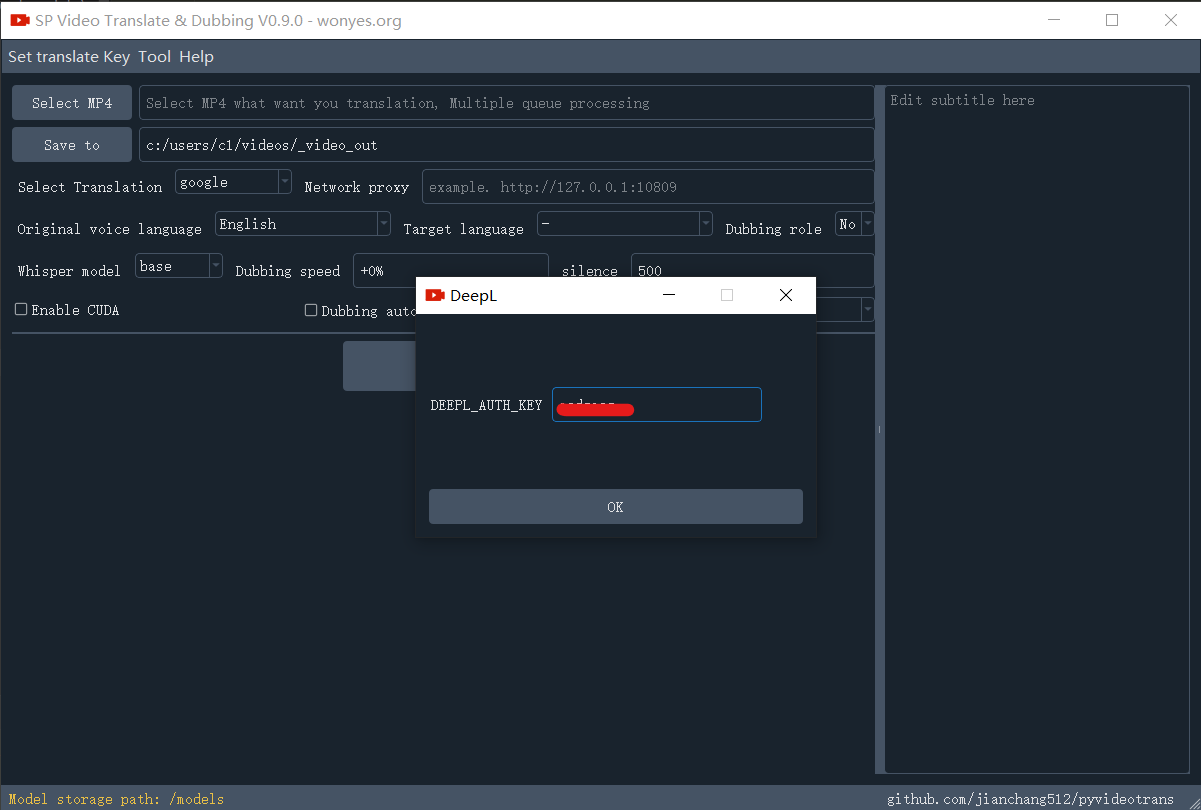 SP Video Translate & Dubbing V0.9.0 - wonyes.org
Set translate Key Tool Help
Select MP4 Select MP4 what want you translation, Multiple queue processing
Save to c:/users/c1/videos/_video_out
Select Translation google Network proxy example. http://127.0.0.1:10809
Original voice language English Target language - Dubbing role No
Whisper model base Dubbing speed +0% silence 500
Enable CUDA Dubbing auto
Edit subtitle here
DeepL
DEEPL_AUTH_KEY
OK
Model storage path: /models
github.com/jianchang512/pyvideotrans